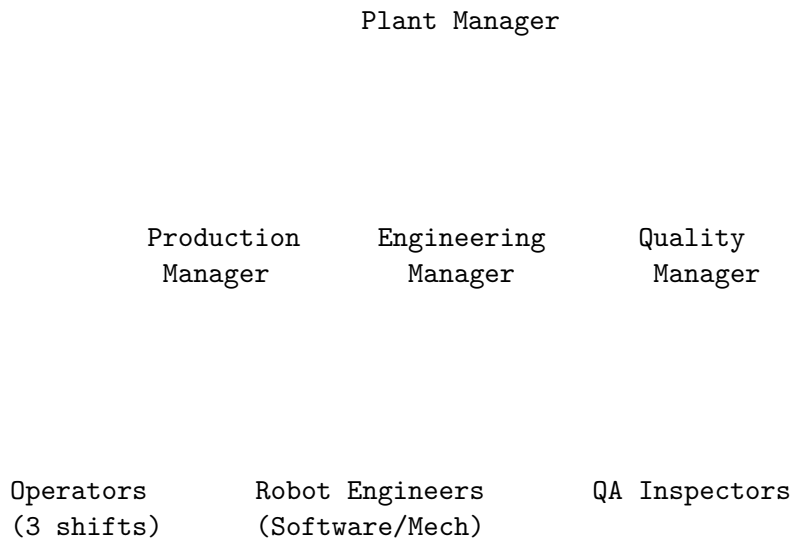 Plant Manager
Production Engineering Quality
Manager Manager Manager
Operators Robot Engineers QA Inspectors
(3 shifts) (Software/Mech)